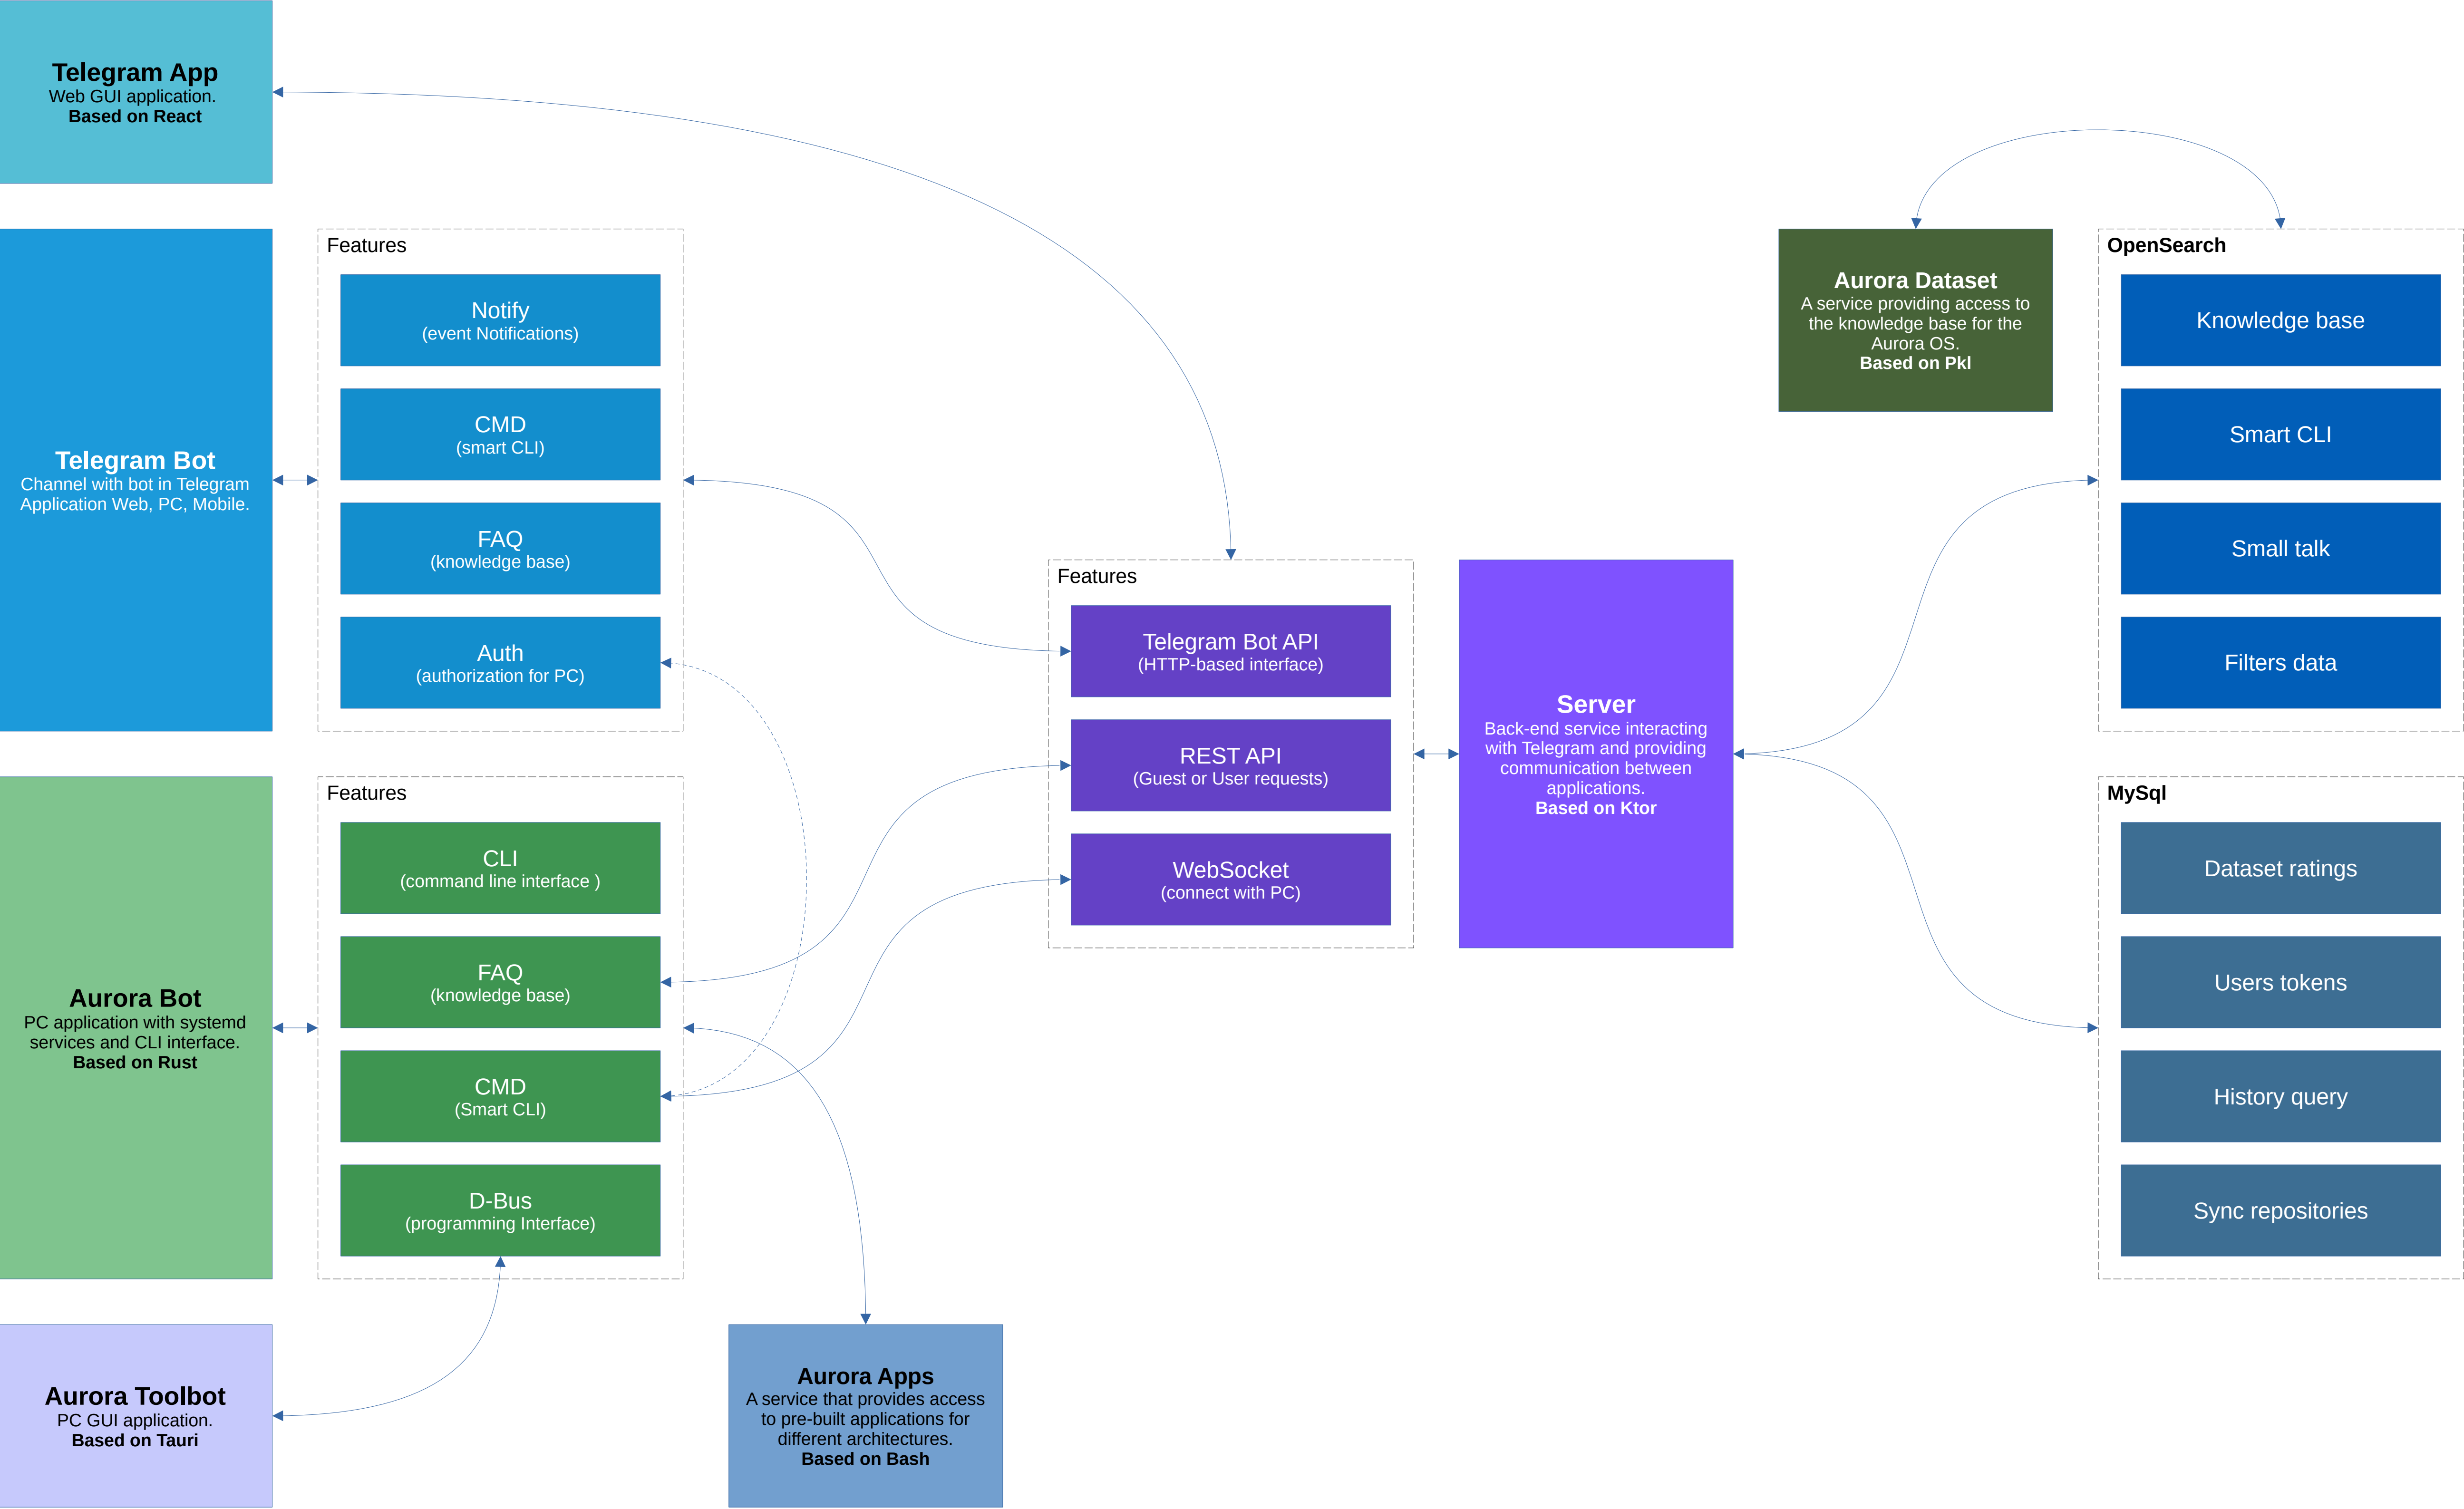 Telegram App
Web GUI application.
Based on React
Telegram Bot
Channel with bot in Telegram
Application Web, PC, Mobile.
Features
Notify
(event Notifications)
CMD
(smart CLI)
FAQ
(knowledge base)
Auth
(authorization for PC)
Aurora Bot
PC application with systemd
services and CLI interface.
Based on Rust
Features
CLI
(command line interface )
FAQ
(knowledge base)
CMD
(Smart CLI)
D-Bus
(programming Interface)
Aurora Toolbot
PC GUI application.
Based on Tauri
Aurora Apps
A service that provides access
to pre-built applications for
different architectures.
Based on Bash
Features
Telegram Bot API
(HTTP-based interface)
REST API
(Guest or User requests)
WebSocket
(connect with PC)
Server
Back-end service interacting
with Telegram and providing
communication between
applications.
Based on Ktor
Aurora Dataset
A service providing access to
the knowledge base for the
Aurora OS.
Based on Pkl
OpenSearch
Knowledge base
Smart CLI
Small talk
Filters data
MySql
Dataset ratings
Users tokens
History query
Sync repositories